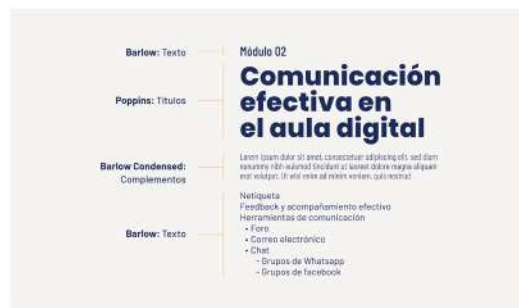 Barlow: Texto
Módulo 02
Poppins: Títulos
Comunicación
efectiva en
el aula digital
Barlow Condensed:
Complementos
Lorem ipsum dolor sit amet, consectetuer adipiscing elit, sed diam
nonummy nibh euismod tincidunt ut laoreet dolore magna aliquam
erat volutpat. Ut wisi enim ad minim veniam, quis nostrud
Barlow: Texto
Netiqueta
Feedback y acompañamiento efectivo
Herramientas de comunicación
• Foro
• Correo electrónico
• Chat
- Grupos de Whatsapp
- Grupos de facebook